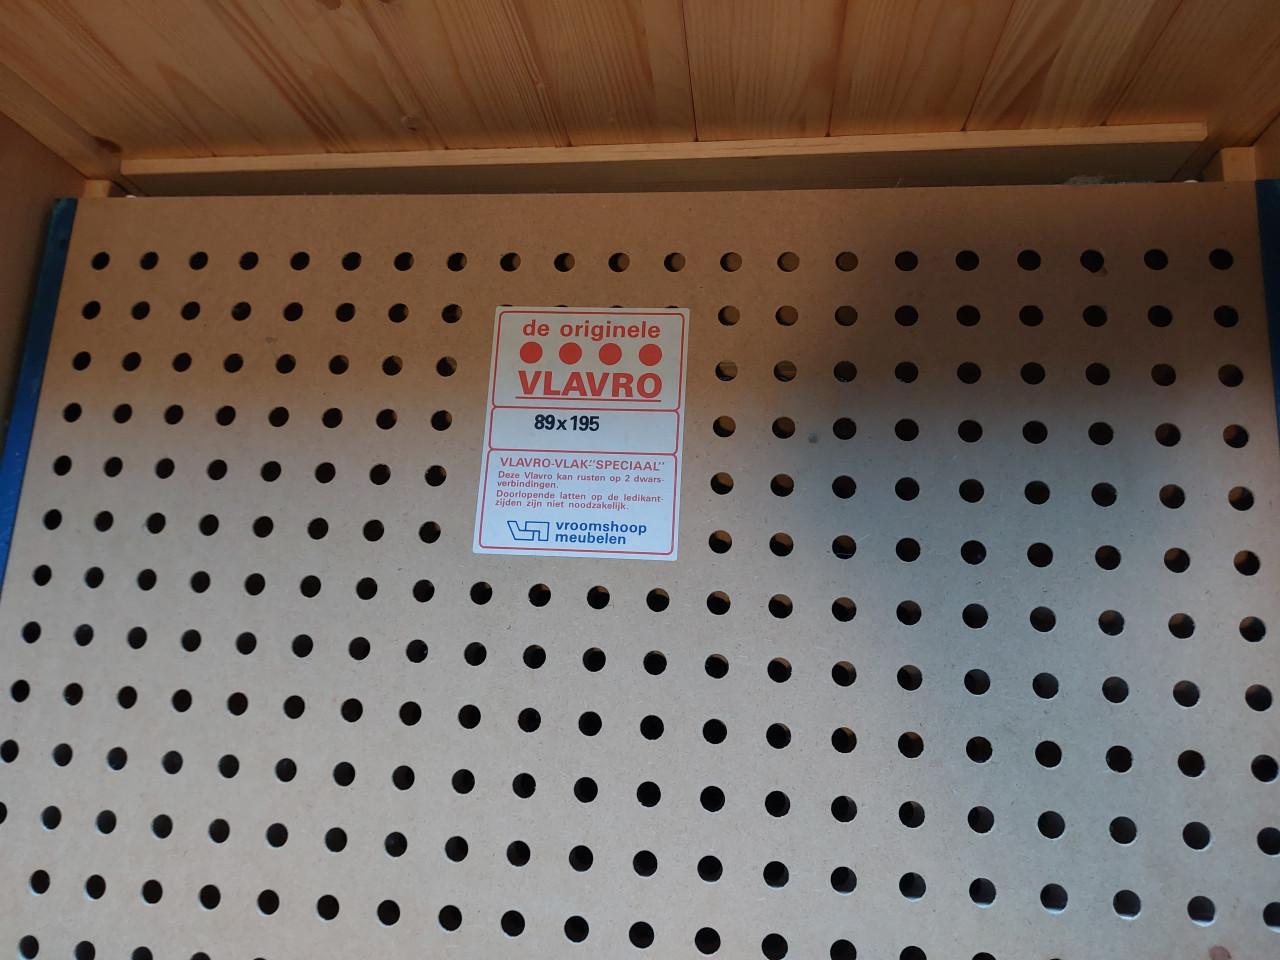 de originele
VLAVRO
89x195
VLAVRO-VLAK-"SPECIAAL"
Deze Vlavro kan rusten op 2 dwars-
verbindingen.
Doorlopende latten op de ledikant-
zijden zijn niet noodzakelijk.
vroomshoop
meubelen